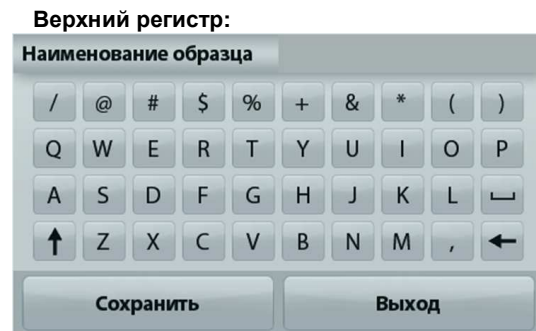 Верхний регистр:
Наименование образца
/ @ # $ % + & * ( )
Q W E R T Y U I O P
A S D F G H J K L
Z X C V B N M ,
Сохранить Выход